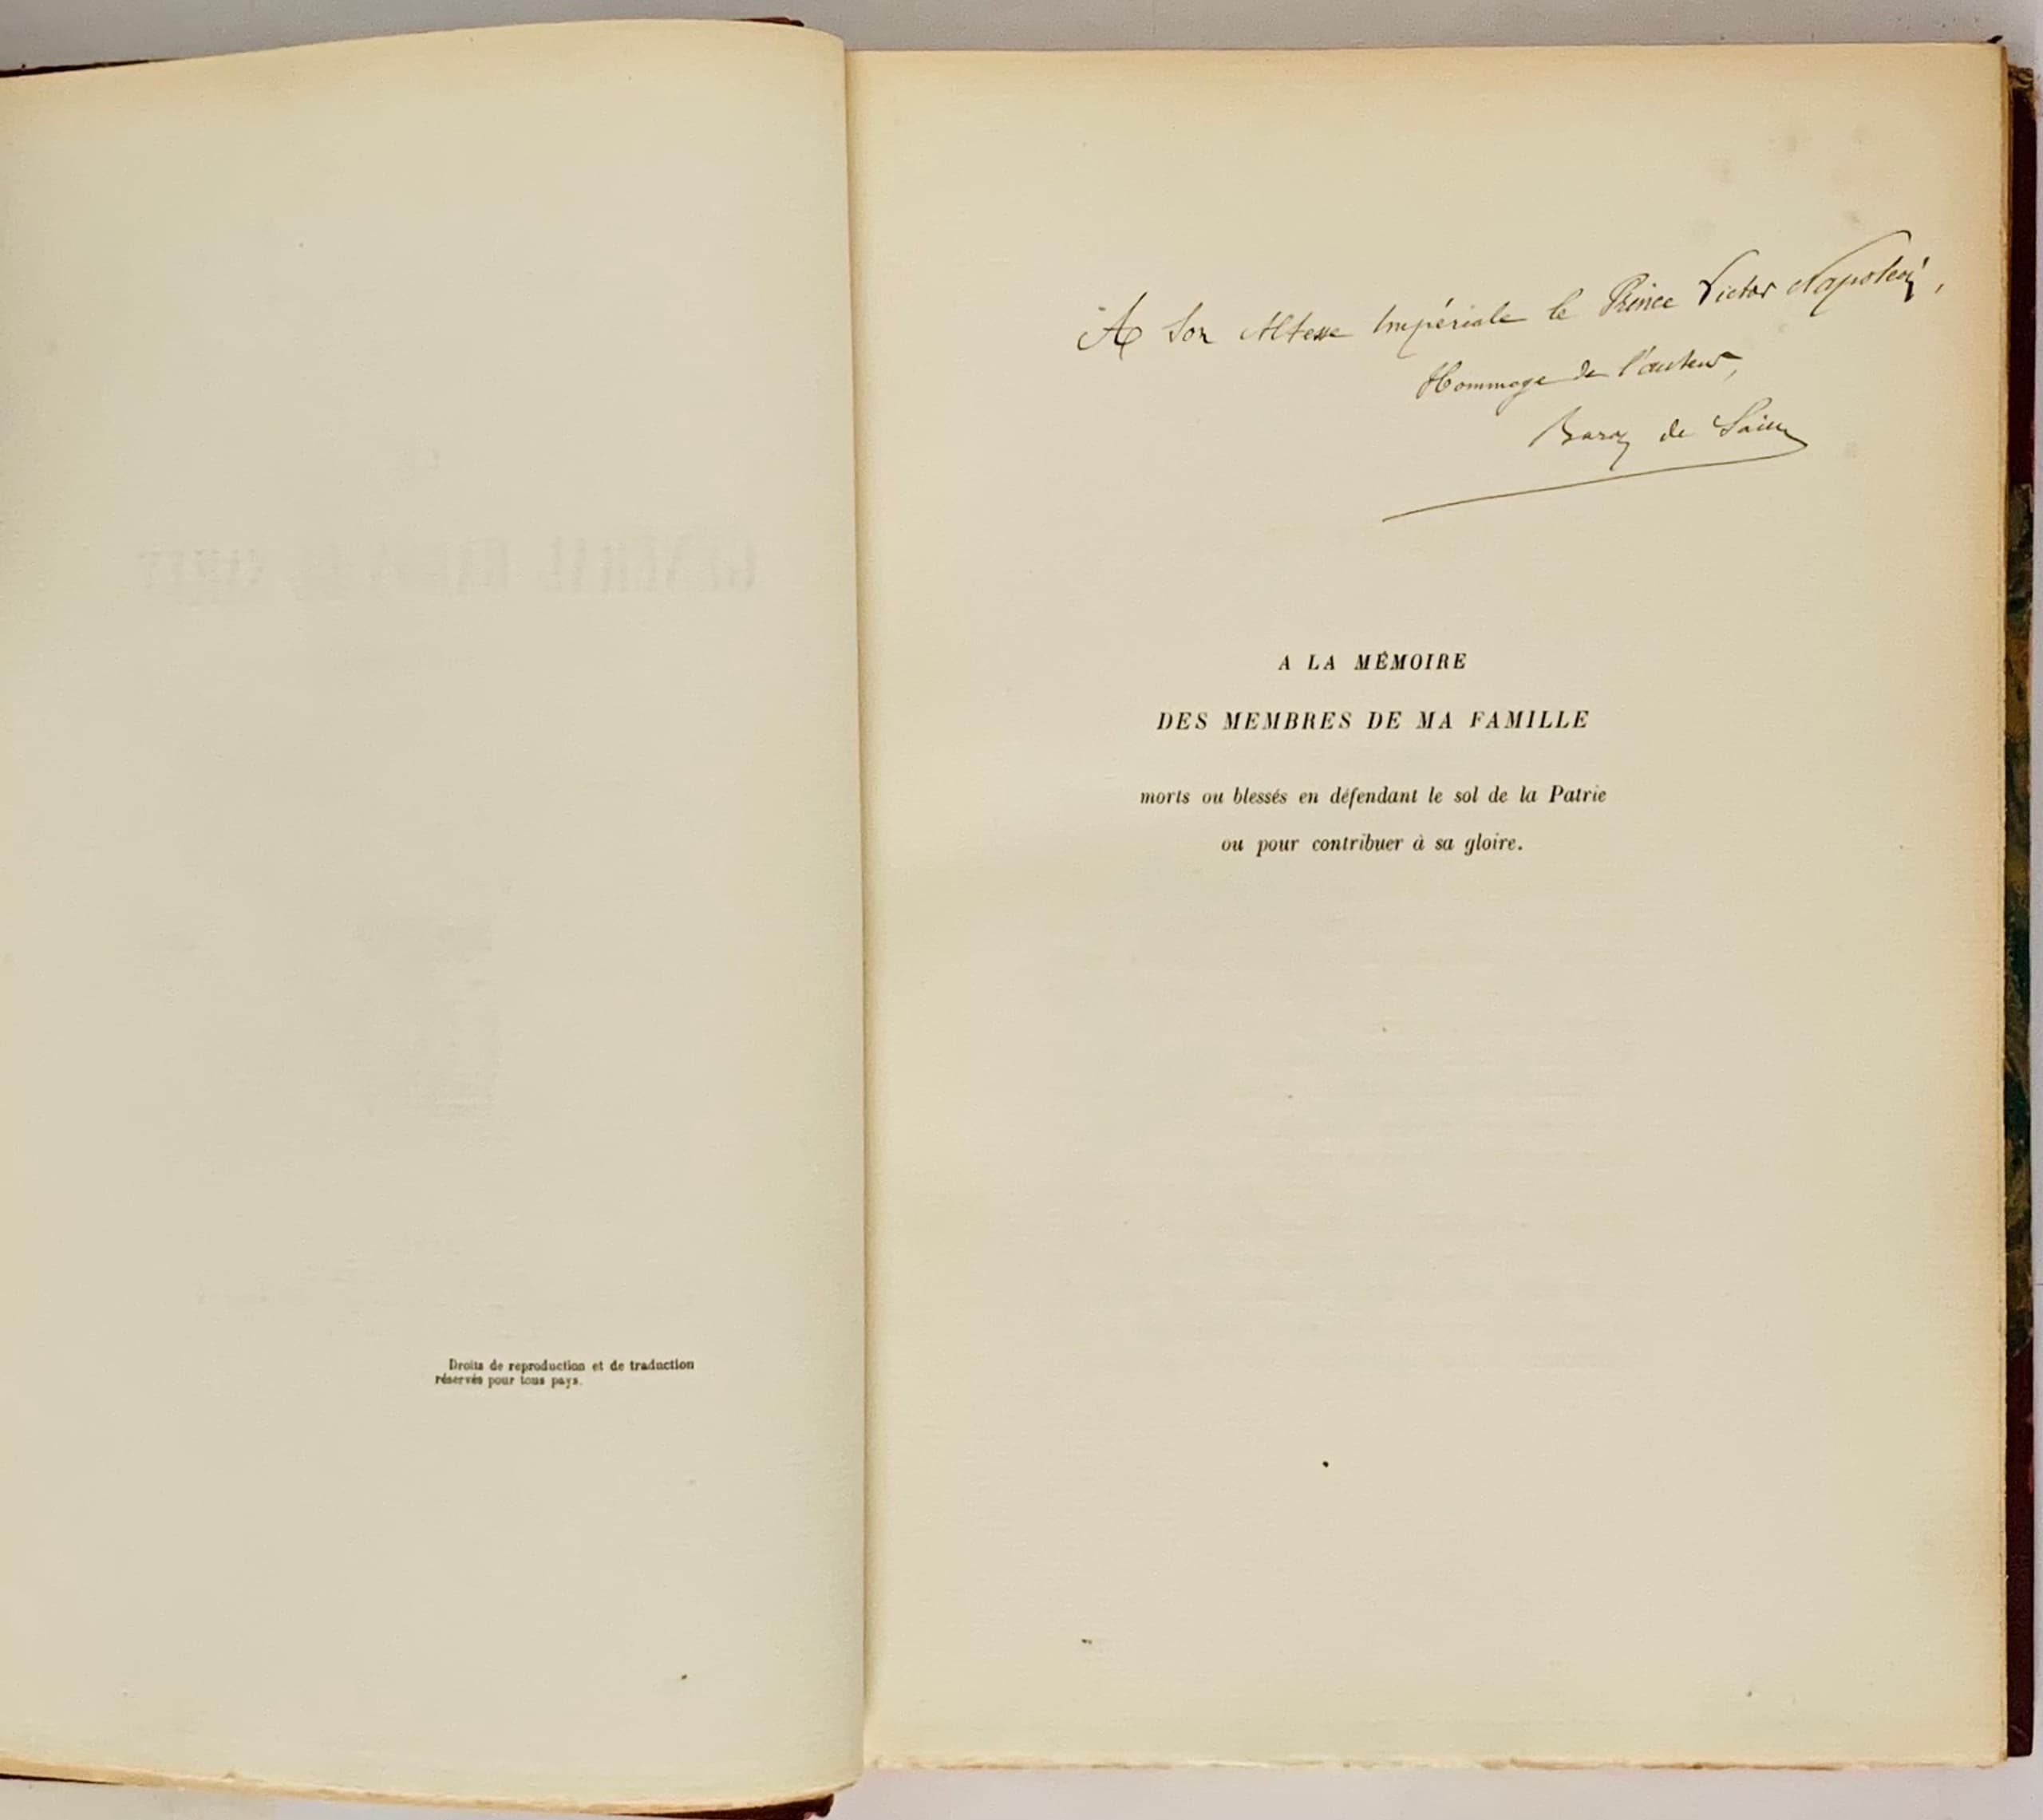 Droits de reproduction et de traduction
réservés pour tous pays.
A Son Altesse Impériale le Prince Victor Napoléon,
Hommage de l'auteur,
Baron de
A LA MÉMOIRE
DES MEMBRES DE MA FAMILLE
morts ou blessés en défendant le sol de la Patrie
ou pour contribuer à sa gloire.